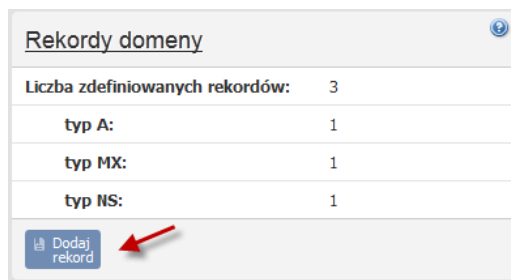 Rekordy domeny
Liczba zdefiniowanych rekordów: 3
typ A: 1
typ MX: 1
typ NS: 1
Dodaj
rekord